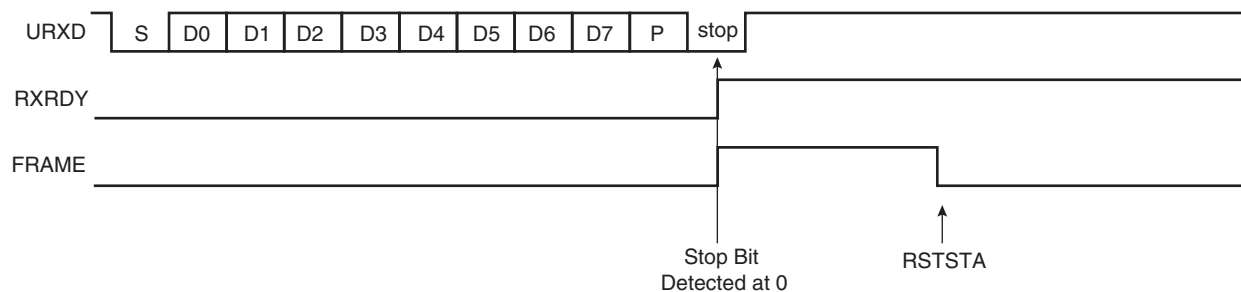 URXD S D0 D1 D2 D3 D4 D5 D6 D7 P stop
RXRDY
FRAME
Stop Bit
Detected at 0
RSTSTA